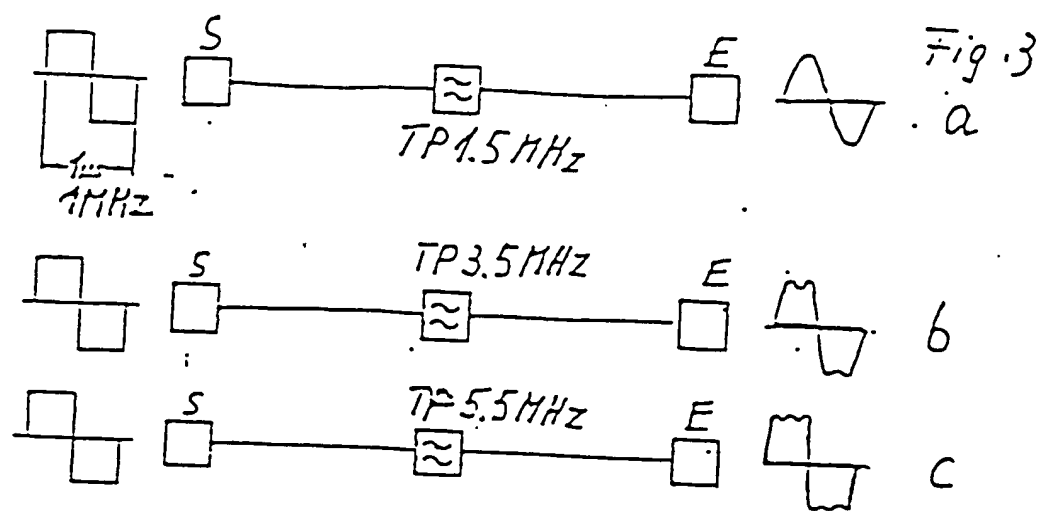 S E Fig.3
TP1.5MHz a
1MHz
S TP3.5MHz E b
S TP5.5MHz E c